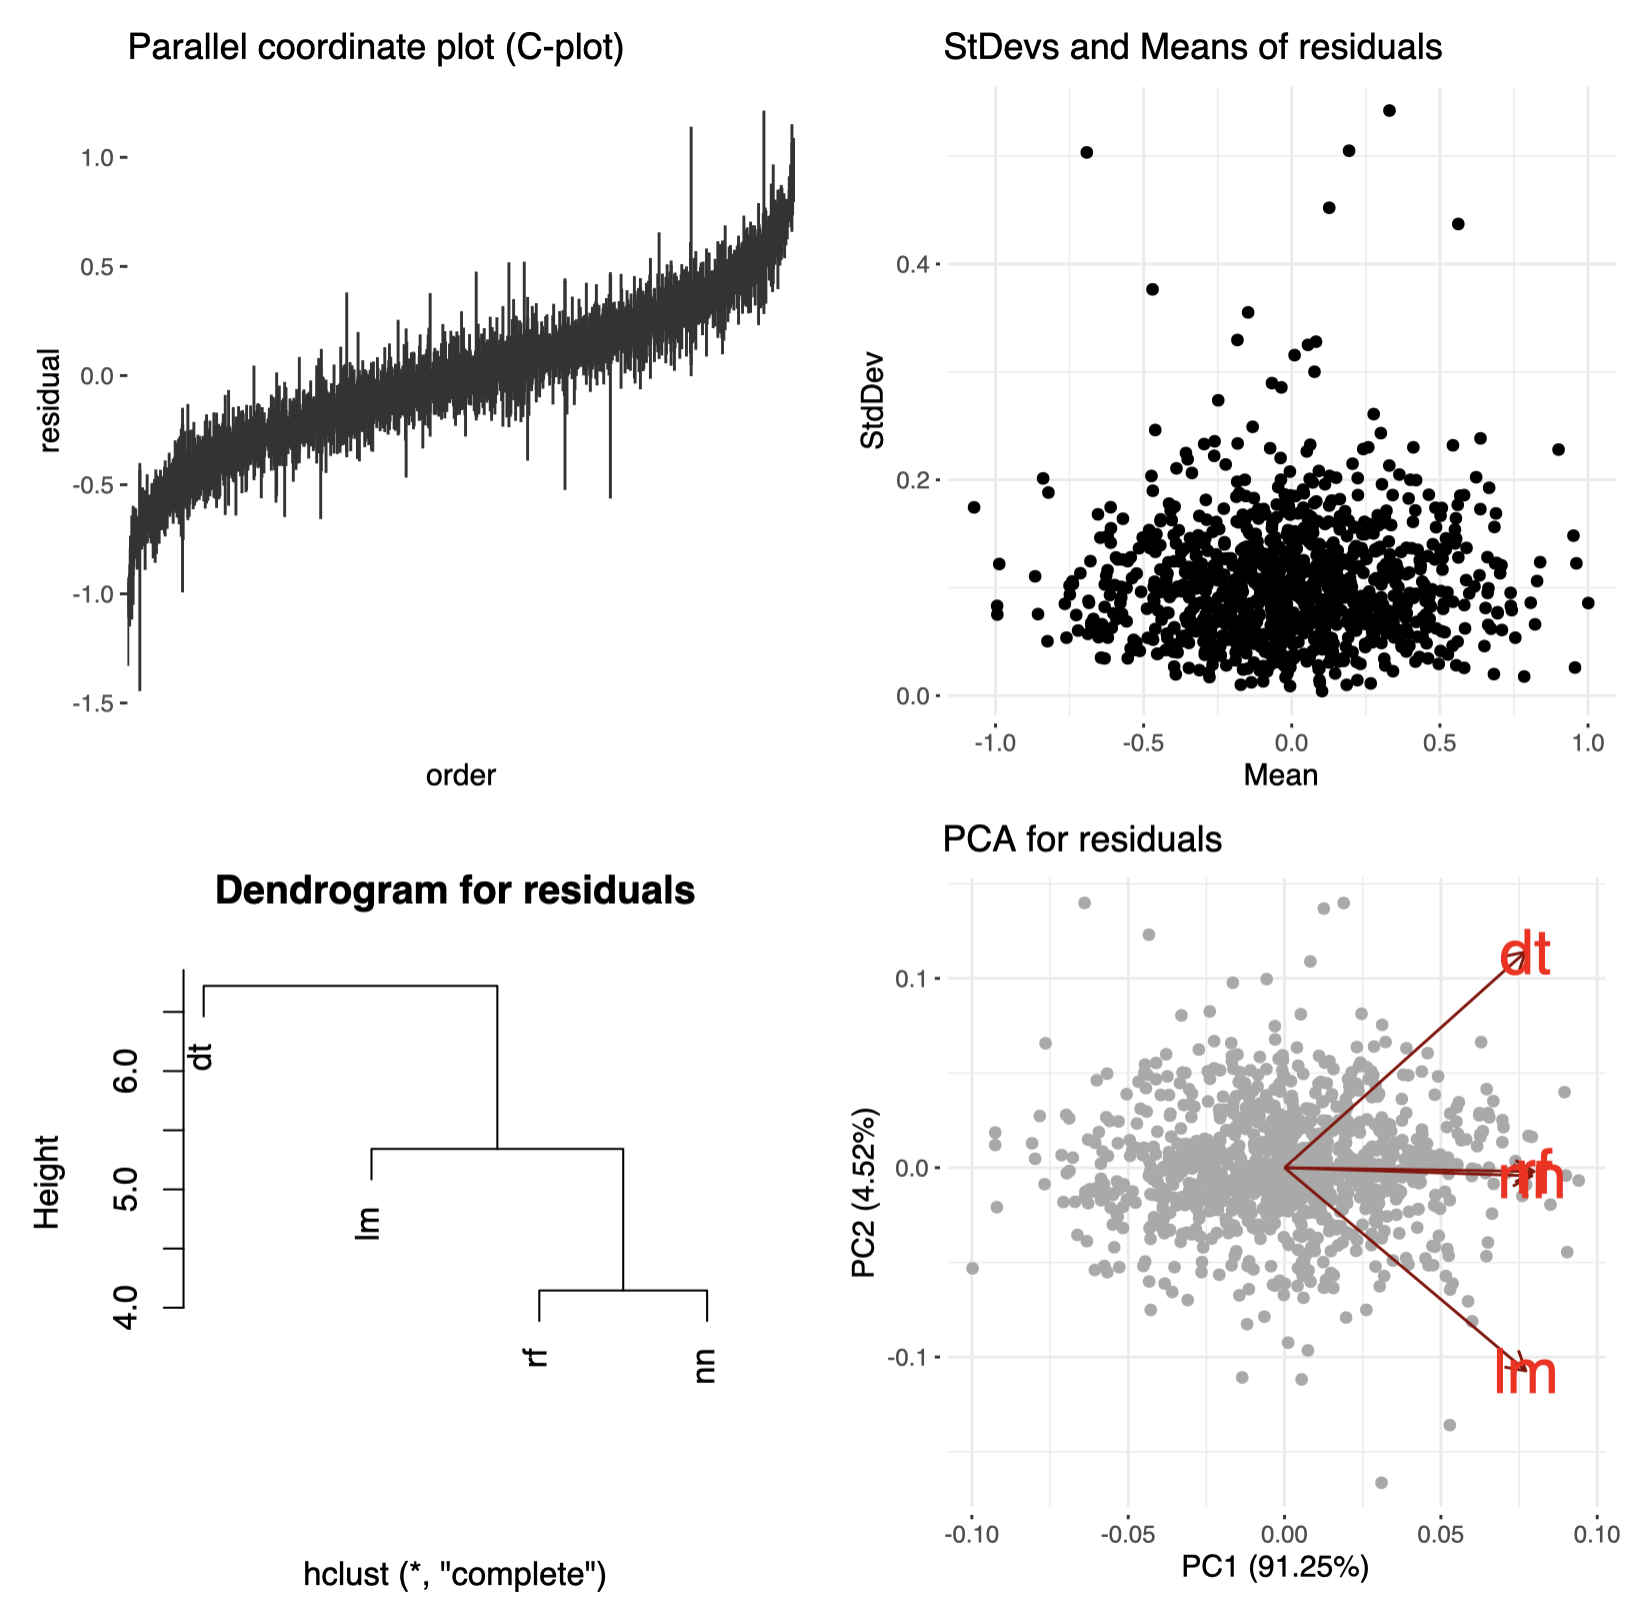 Parallel coordinate plot (C-plot)
residual
1.0
0.5
0.0
-0.5
-1.0
-1.5
order
StDevs and Means of residuals
StdDev
0.4
0.2
0.0
-1.0 -0.5 0.0 0.5 1.0
Mean
Dendrogram for residuals
Height
6.0
5.0
4.0
dt
lm
rf
nn
hclust (*, "complete")
PCA for residuals
PC2 (4.52%)
0.1
0.0
-0.1
dt
rf
nn
lm
-0.10 -0.05 0.00 0.05 0.10
PC1 (91.25%)